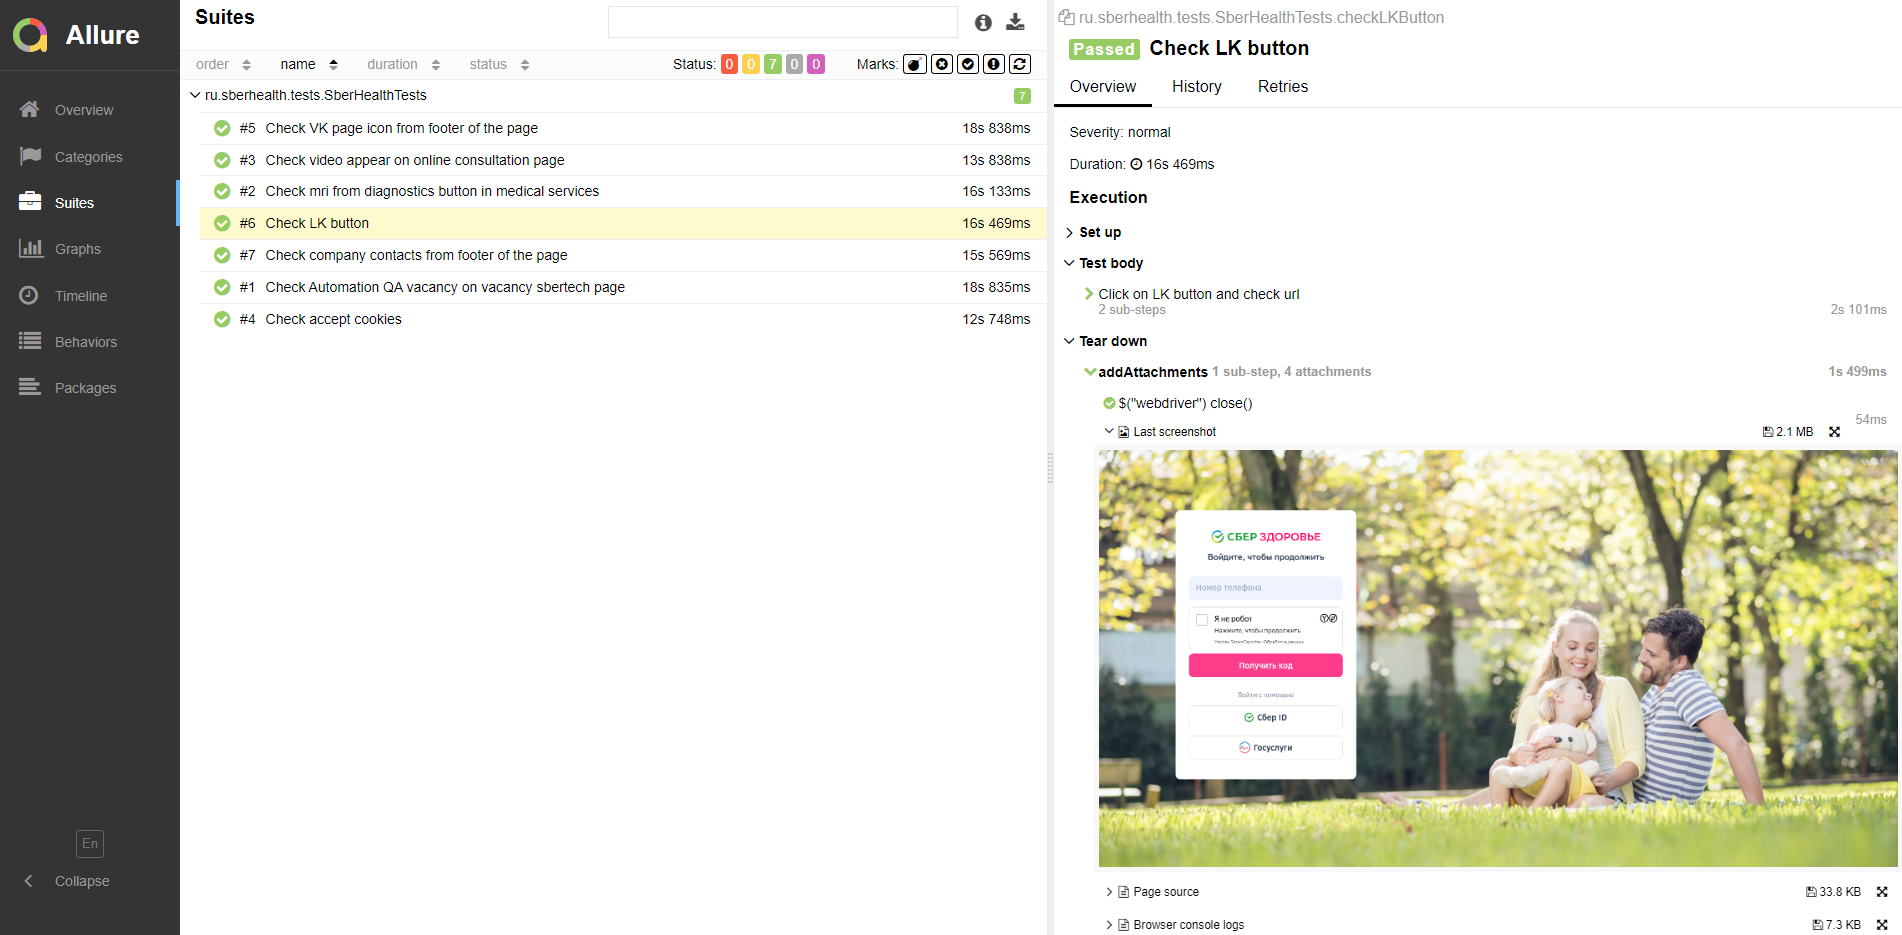 Allure
Overview
Categories
Suites
Graphs
Timeline
Behaviors
Packages
En
Collapse
Suites
order name duration status
Status: 0 0 7 0 0 Marks:
ru.sberhealth.tests.SberHealthTests 7
#5 Check VK page icon from footer of the page 18s 838ms
#3 Check video appear on online consultation page 13s 838ms
#2 Check mri from diagnostics button in medical services 16s 133ms
#6 Check LK button 16s 469ms
#7 Check company contacts from footer of the page 15s 569ms
#1 Check Automation QA vacancy on vacancy sbertech page 18s 835ms
#4 Check accept cookies 12s 748ms
ru.sberhealth.tests.SberHealthTests.checkLKButton
Passed Check LK button
Overview History Retries
Severity: normal
Duration: 16s 469ms
Execution
Set up
Test body
Click on LK button and check url
2 sub-steps 2s 101ms
Tear down
addAttachments 1 sub-step, 4 attachments 1s 499ms
$("webdriver") close()
54ms
Last screenshot 2.1 MB
СБЕР ЗДОРОВЬЕ
Войдите, чтобы продолжить
Номер телефона
Я не робот
Нажмите, чтобы продолжить
Получить код
Войти с помощью
Сбер ID
Госуслуги
Page source 33.8 KB
Browser console logs 7.3 KB